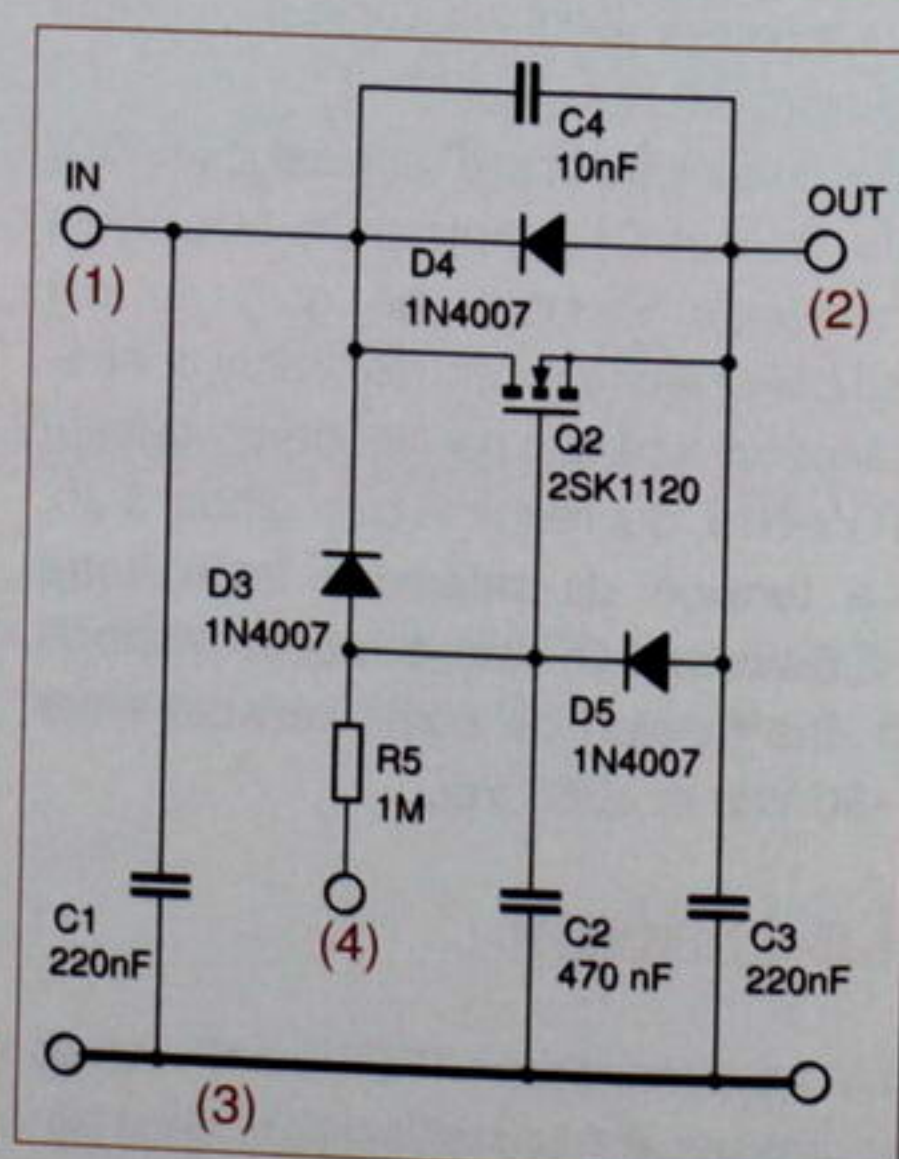 C4
10nF
IN
(1)
OUT
(2)
D4
1N4007
Q2
2SK1120
D3
1N4007
D5
1N4007
R5
1M
(4)
C1
220nF
C2
470 nF
C3
220nF
(3)